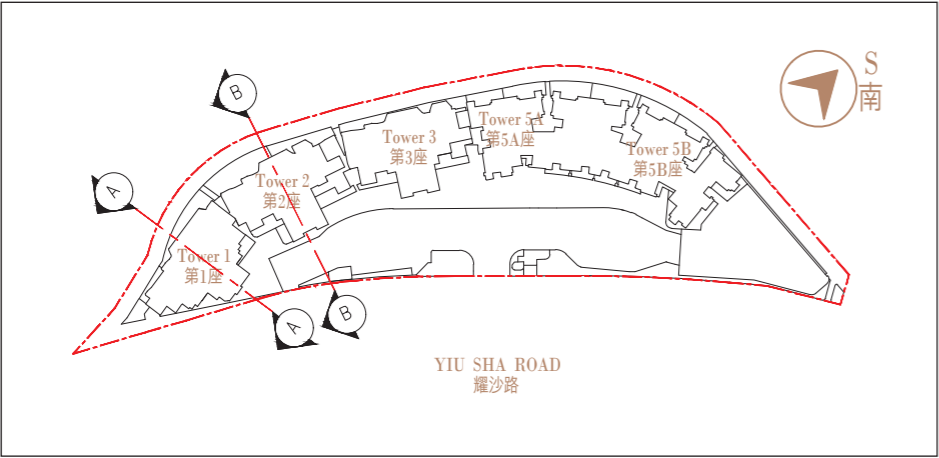 S
南
B
Tower 5A
第5A座
Tower 3
第3座
Tower 5B
第5B座
Tower 2
第2座
A
Tower 1
第1座
B
A
YIU SHA ROAD
耀沙路